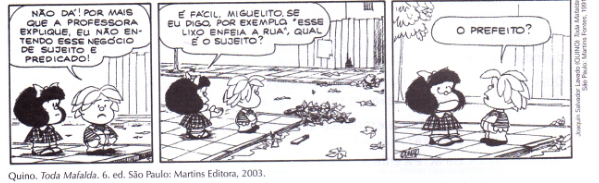 NÃO DÁ! POR MAIS
QUE A PROFESSORA
EXPLIQUE, EU NÃO EN-
TENDO ESSE NEGÓCIO
DE SUJEITO E
PREDICADO!
É FÁCIL, MIGUELITO. SE
EU DIGO, POR EXEMPLO, "ESSE
LIXO ENFEIA A RUA", QUAL
É O SUJEITO?
O PREFEITO?
Joaquín Salvador Lavado (QUINO) Toda Mafalda
São Paulo: Martins Fontes, 1991
Quino. Toda Mafalda. 6. ed. São Paulo: Martins Editora, 2003.